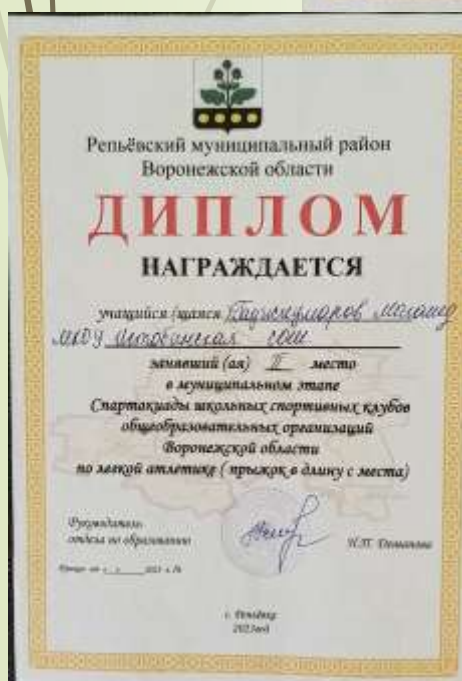 Репьёвский муниципальный район
Воронежской области
ДИПЛОМ
НАГРАЖДАЕТСЯ
учащийся (щаяся
МКОУ СОШ
занявший (ая) II место
в муниципальном этапе
Спартакиады школьных спортивных клубов
общеобразовательных организаций
Воронежской области
по легкой атлетике ( прыжок в длину с места)
Руководитель
отдела по образованию